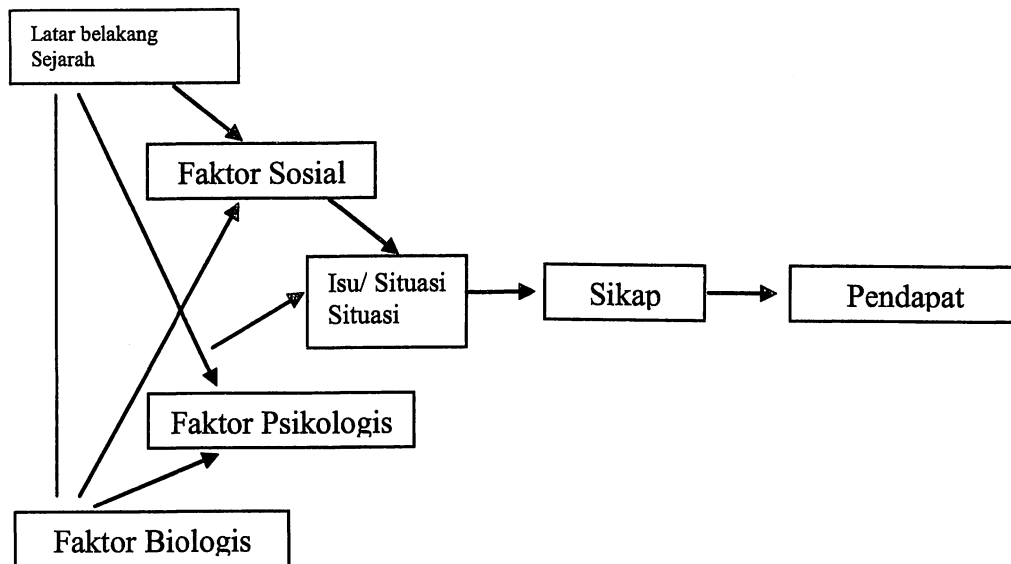 Latar belakang
Sejarah
Faktor Sosial
Isu/ Situasi
Situasi
Sikap
Pendapat
Faktor Psikologis
Faktor Biologis